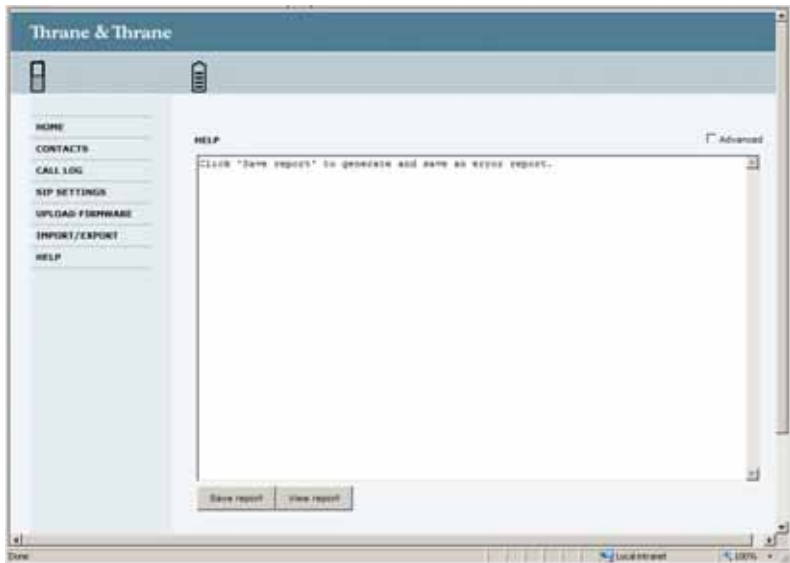 Thrane & Thrane
HOME
CONTACTS
CALL LOG
SIP SETTINGS
UPLOAD FIRMWARE
IMPORT/EXPORT
HELP
HELP
Advanced
Click 'Save report' to generate and save an error report.
Save report
View report
Done
Local intranet
100%